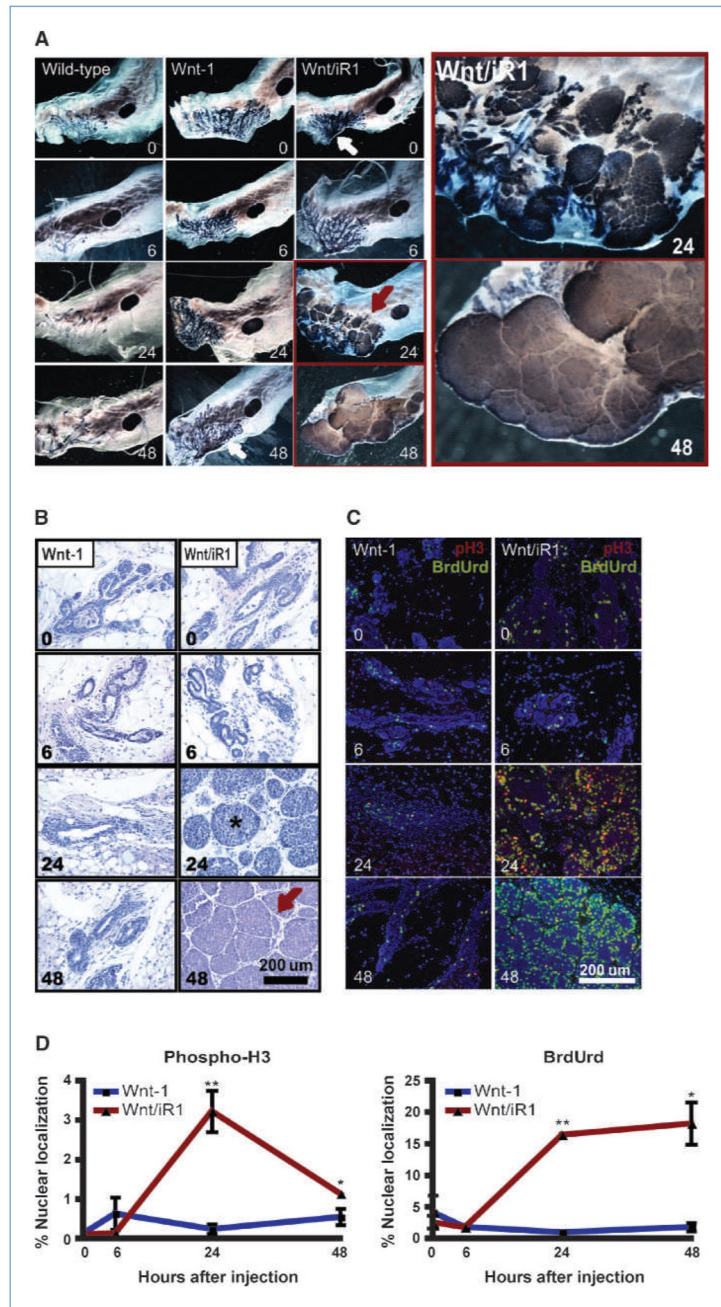 A
Wild-type Wnt-1 Wnt/iR1 Wnt/iR1
0 0 0
6 6 6
24 24 24 24
48 48 48 48
B
Wnt-1 Wnt/iR1
0 0
6 6
24 * 24
48 48
200 um
C
Wnt-1 pH3 Wnt/iR1 pH3
BrdUrd BrdUrd
0 0
6 6
24 24
48 48
200 um
D
Phospho-H3
4
3
2
1
0
% Nuclear localization
Wnt-1
Wnt/iR1
**
*
0 6 24 48
Hours after injection
BrdUrd
25
20
15
10
5
0
% Nuclear localization
Wnt-1
Wnt/iR1
**
*
0 6 24 48
Hours after injection